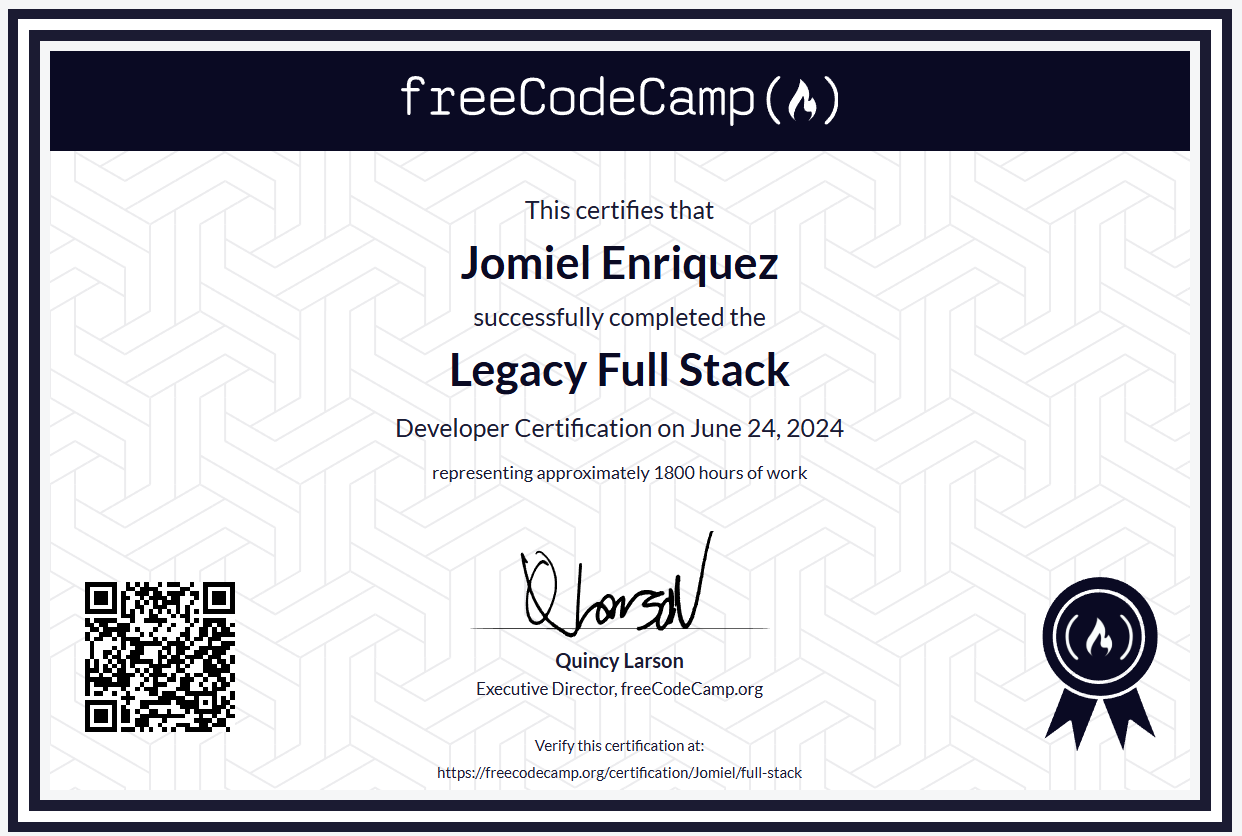 freeCodeCamp
This certifies that
Jomiel Enriquez
successfully completed the
Legacy Full Stack
Developer Certification on June 24, 2024
representing approximately 1800 hours of work
QLarson
Quincy Larson
Executive Director, freeCodeCamp.org
Verify this certification at:
https://freecodecamp.org/certification/Jomiel/full-stack